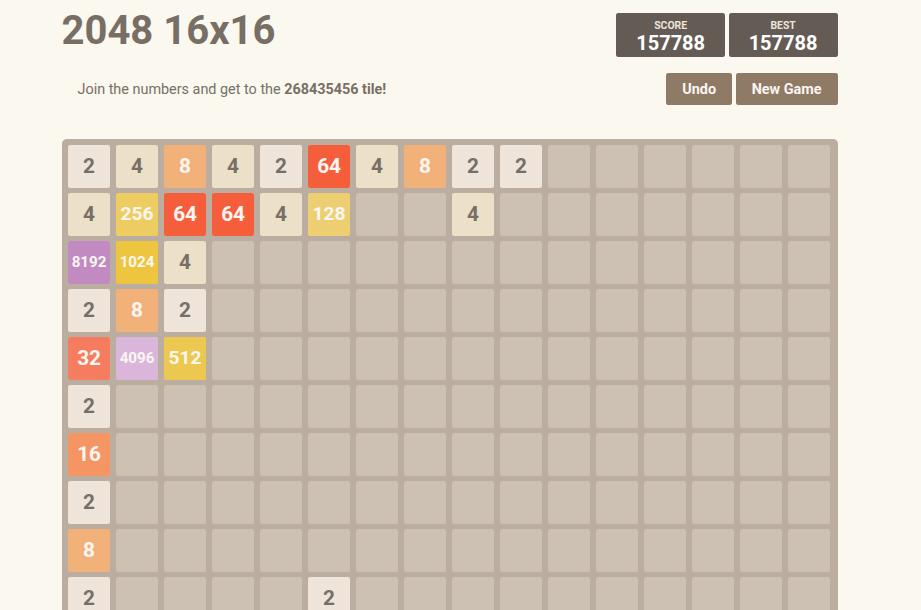 2048 16x16
SCORE
157788
BEST
157788
Join the numbers and get to the 268435456 tile!
Undo
New Game
2 4 8 4 2 64 4 8 2 2
4 256 64 64 4 128 4
8192 1024 4
2 8 2
32 4096 512
2
16
2
8
2 2